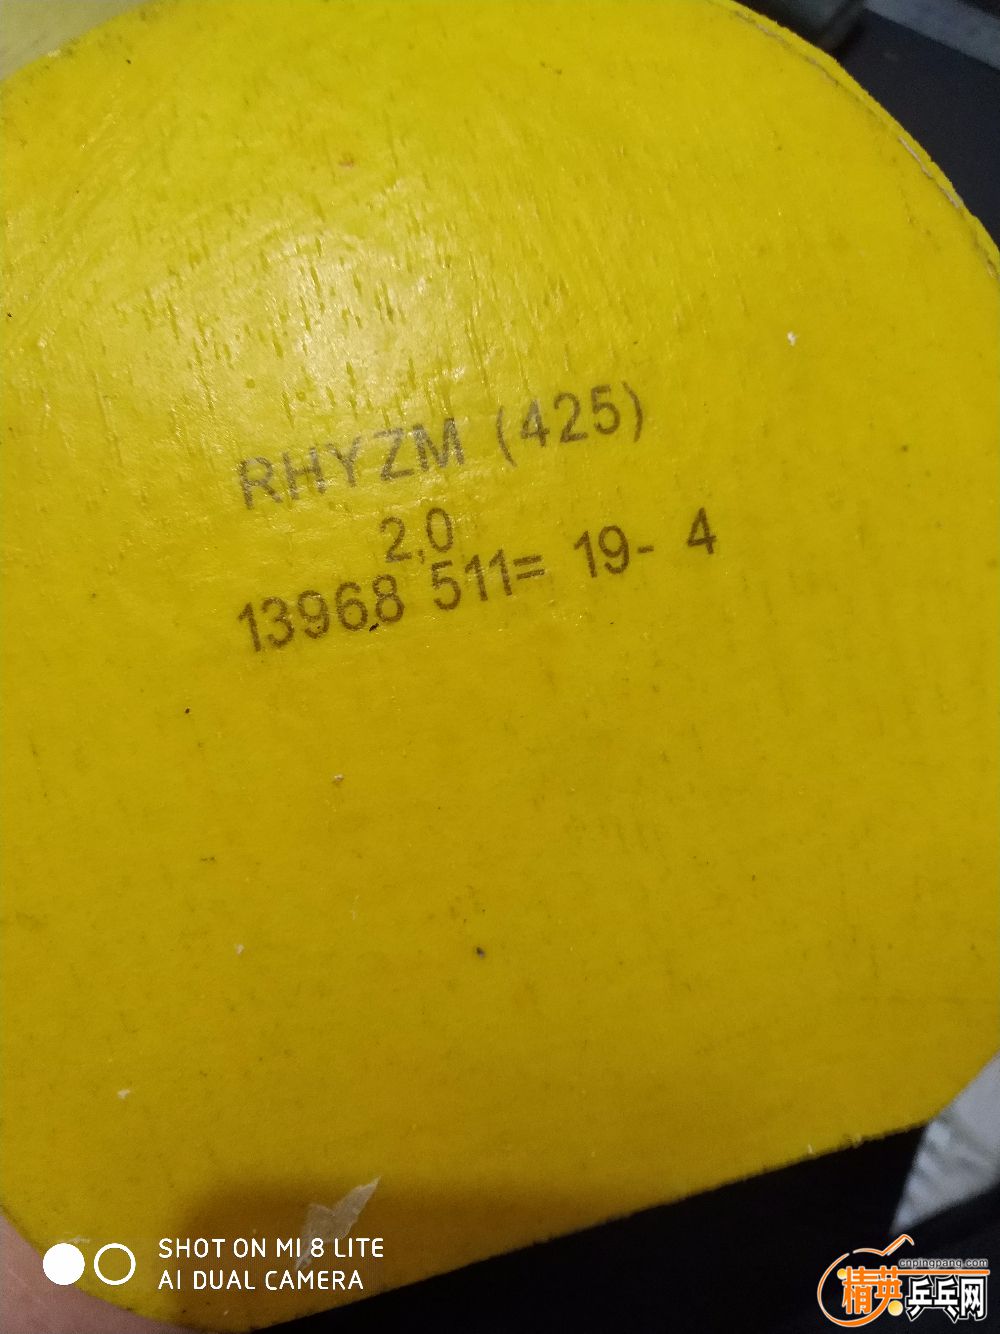 RHYZM (425)
2,0
13968 511= 19- 4
SHOT ON MI 8 LITE
AI DUAL CAMERA
cnpingpang.com
精英乒乓网